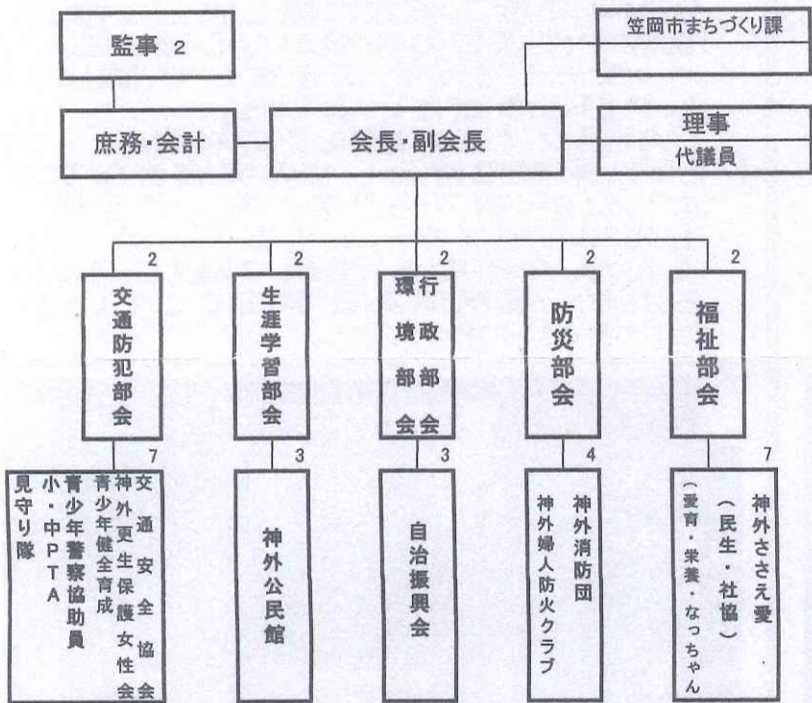 監事 2
笠岡市まちづくり課
庶務・会計
会長・副会長
理事
代議員
2
2
2
2
2
交通防犯部会
生涯学習部会
行政部会
環境部会
防災部会
福祉部会
7
3
3
4
7
交通安全協会
神外更生保護女性会
青少年健全育成
青少年警察協助員
小・中PTA
見守り隊
神外公民館
自治振興会
神外消防団
神外婦人防火クラブ
神外ささえ愛
(民生・社協)
(愛育・栄養・なっちゃん